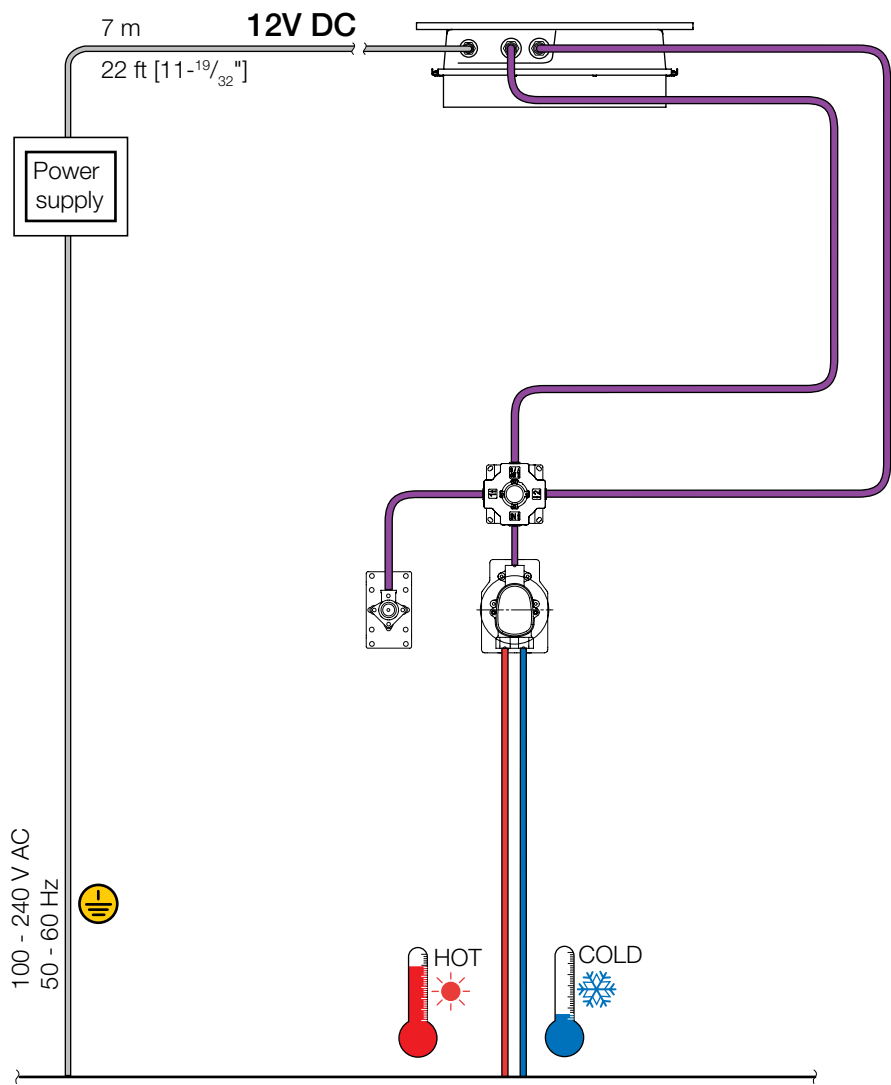 7 m
12V DC
22 ft [11-19/32"]
Power
supply
100 - 240 V AC
50 - 60 Hz
HOT
COLD